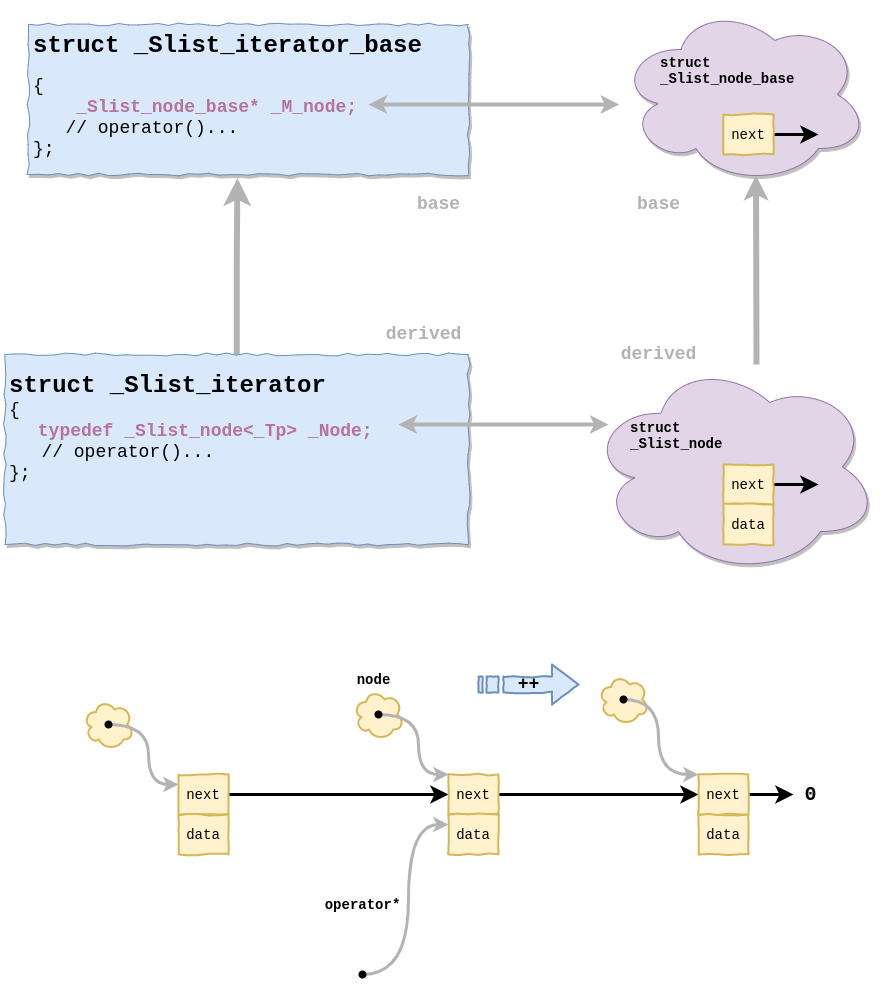 struct _Slist_iterator_base
{
_Slist_node_base* _M_node;
// operator()...
};
struct
_Slist_node_base
next
base
base
derived
derived
struct _Slist_iterator
{
typedef _Slist_node<_Tp> _Node;
// operator()...
};
struct
_Slist_node
next
data
node
++
next
next
next
0
data
data
data
operator*